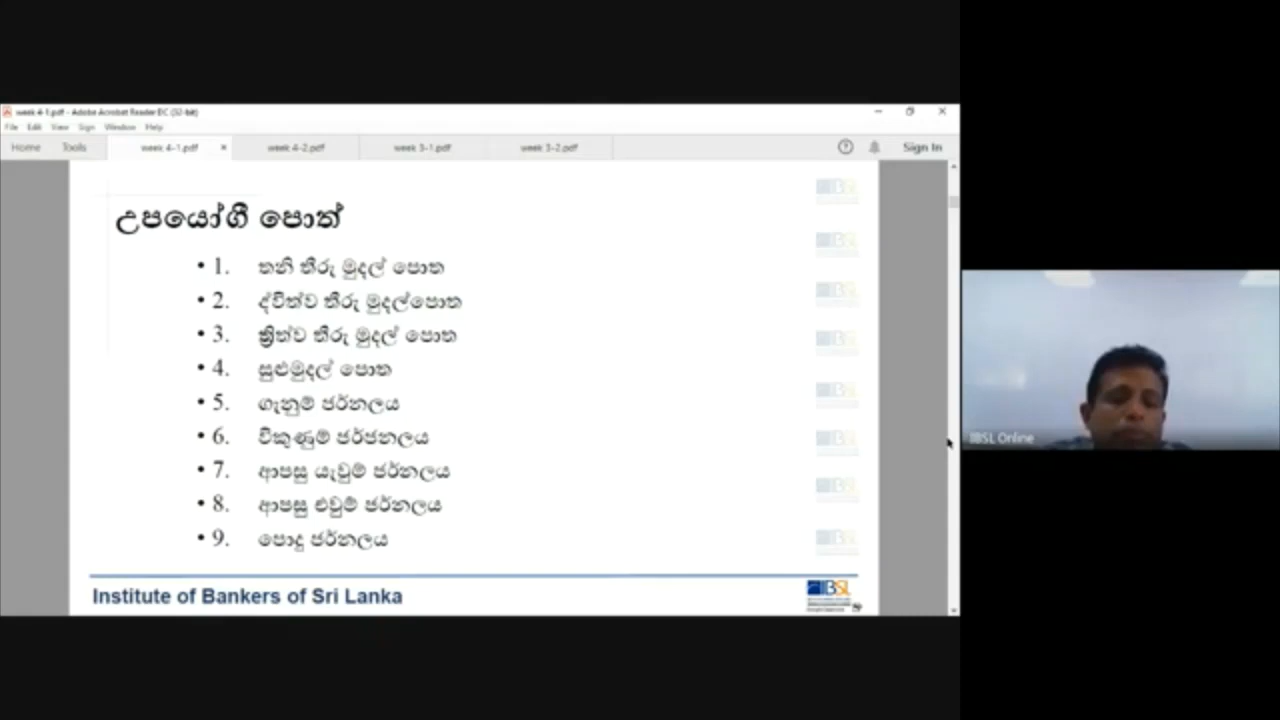 week 4-1.pdf - Adobe Acrobat Reader DC (32-bit)
File Edit View Sign Window Help
Home Tools week 4-1.pdf × week 4-2.pdf week 3-1.pdf week 3-2.pdf Sign In
උපයෝගී පොත්
• 1. තනි තීරු මුදල් පොත
• 2. ද්විත්ව තීරු මුදල්පොත
• 3. ත්‍රිත්ව තීරු මුදල් පොත
• 4. සුළුමුදල් පොත
• 5. ගැනුම් ජර්නලය
• 6. විකුණුම් ජර්ජනලය
• 7. ආපසු යැවුම් ජර්නලය
• 8. ආපසු එවුම් ජර්නලය
• 9. පොදු ජර්නලය
Institute of Bankers of Sri Lanka
IBSL
IBSL Online